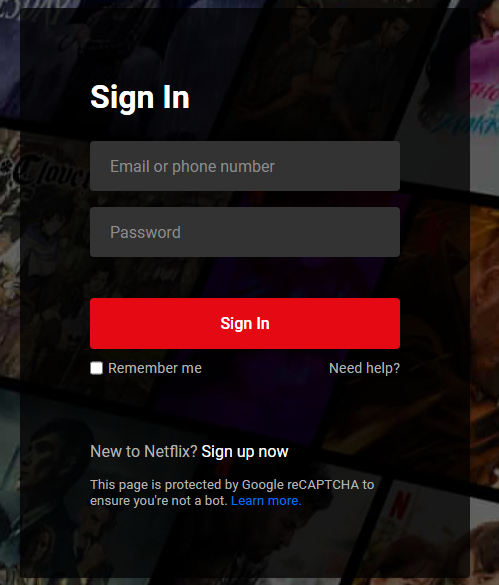 Sign In
Email or phone number
Password
Sign In
Remember me
Need help?
New to Netflix? Sign up now
This page is protected by Google reCAPTCHA to
ensure you're not a bot. Learn more.
Clover
N